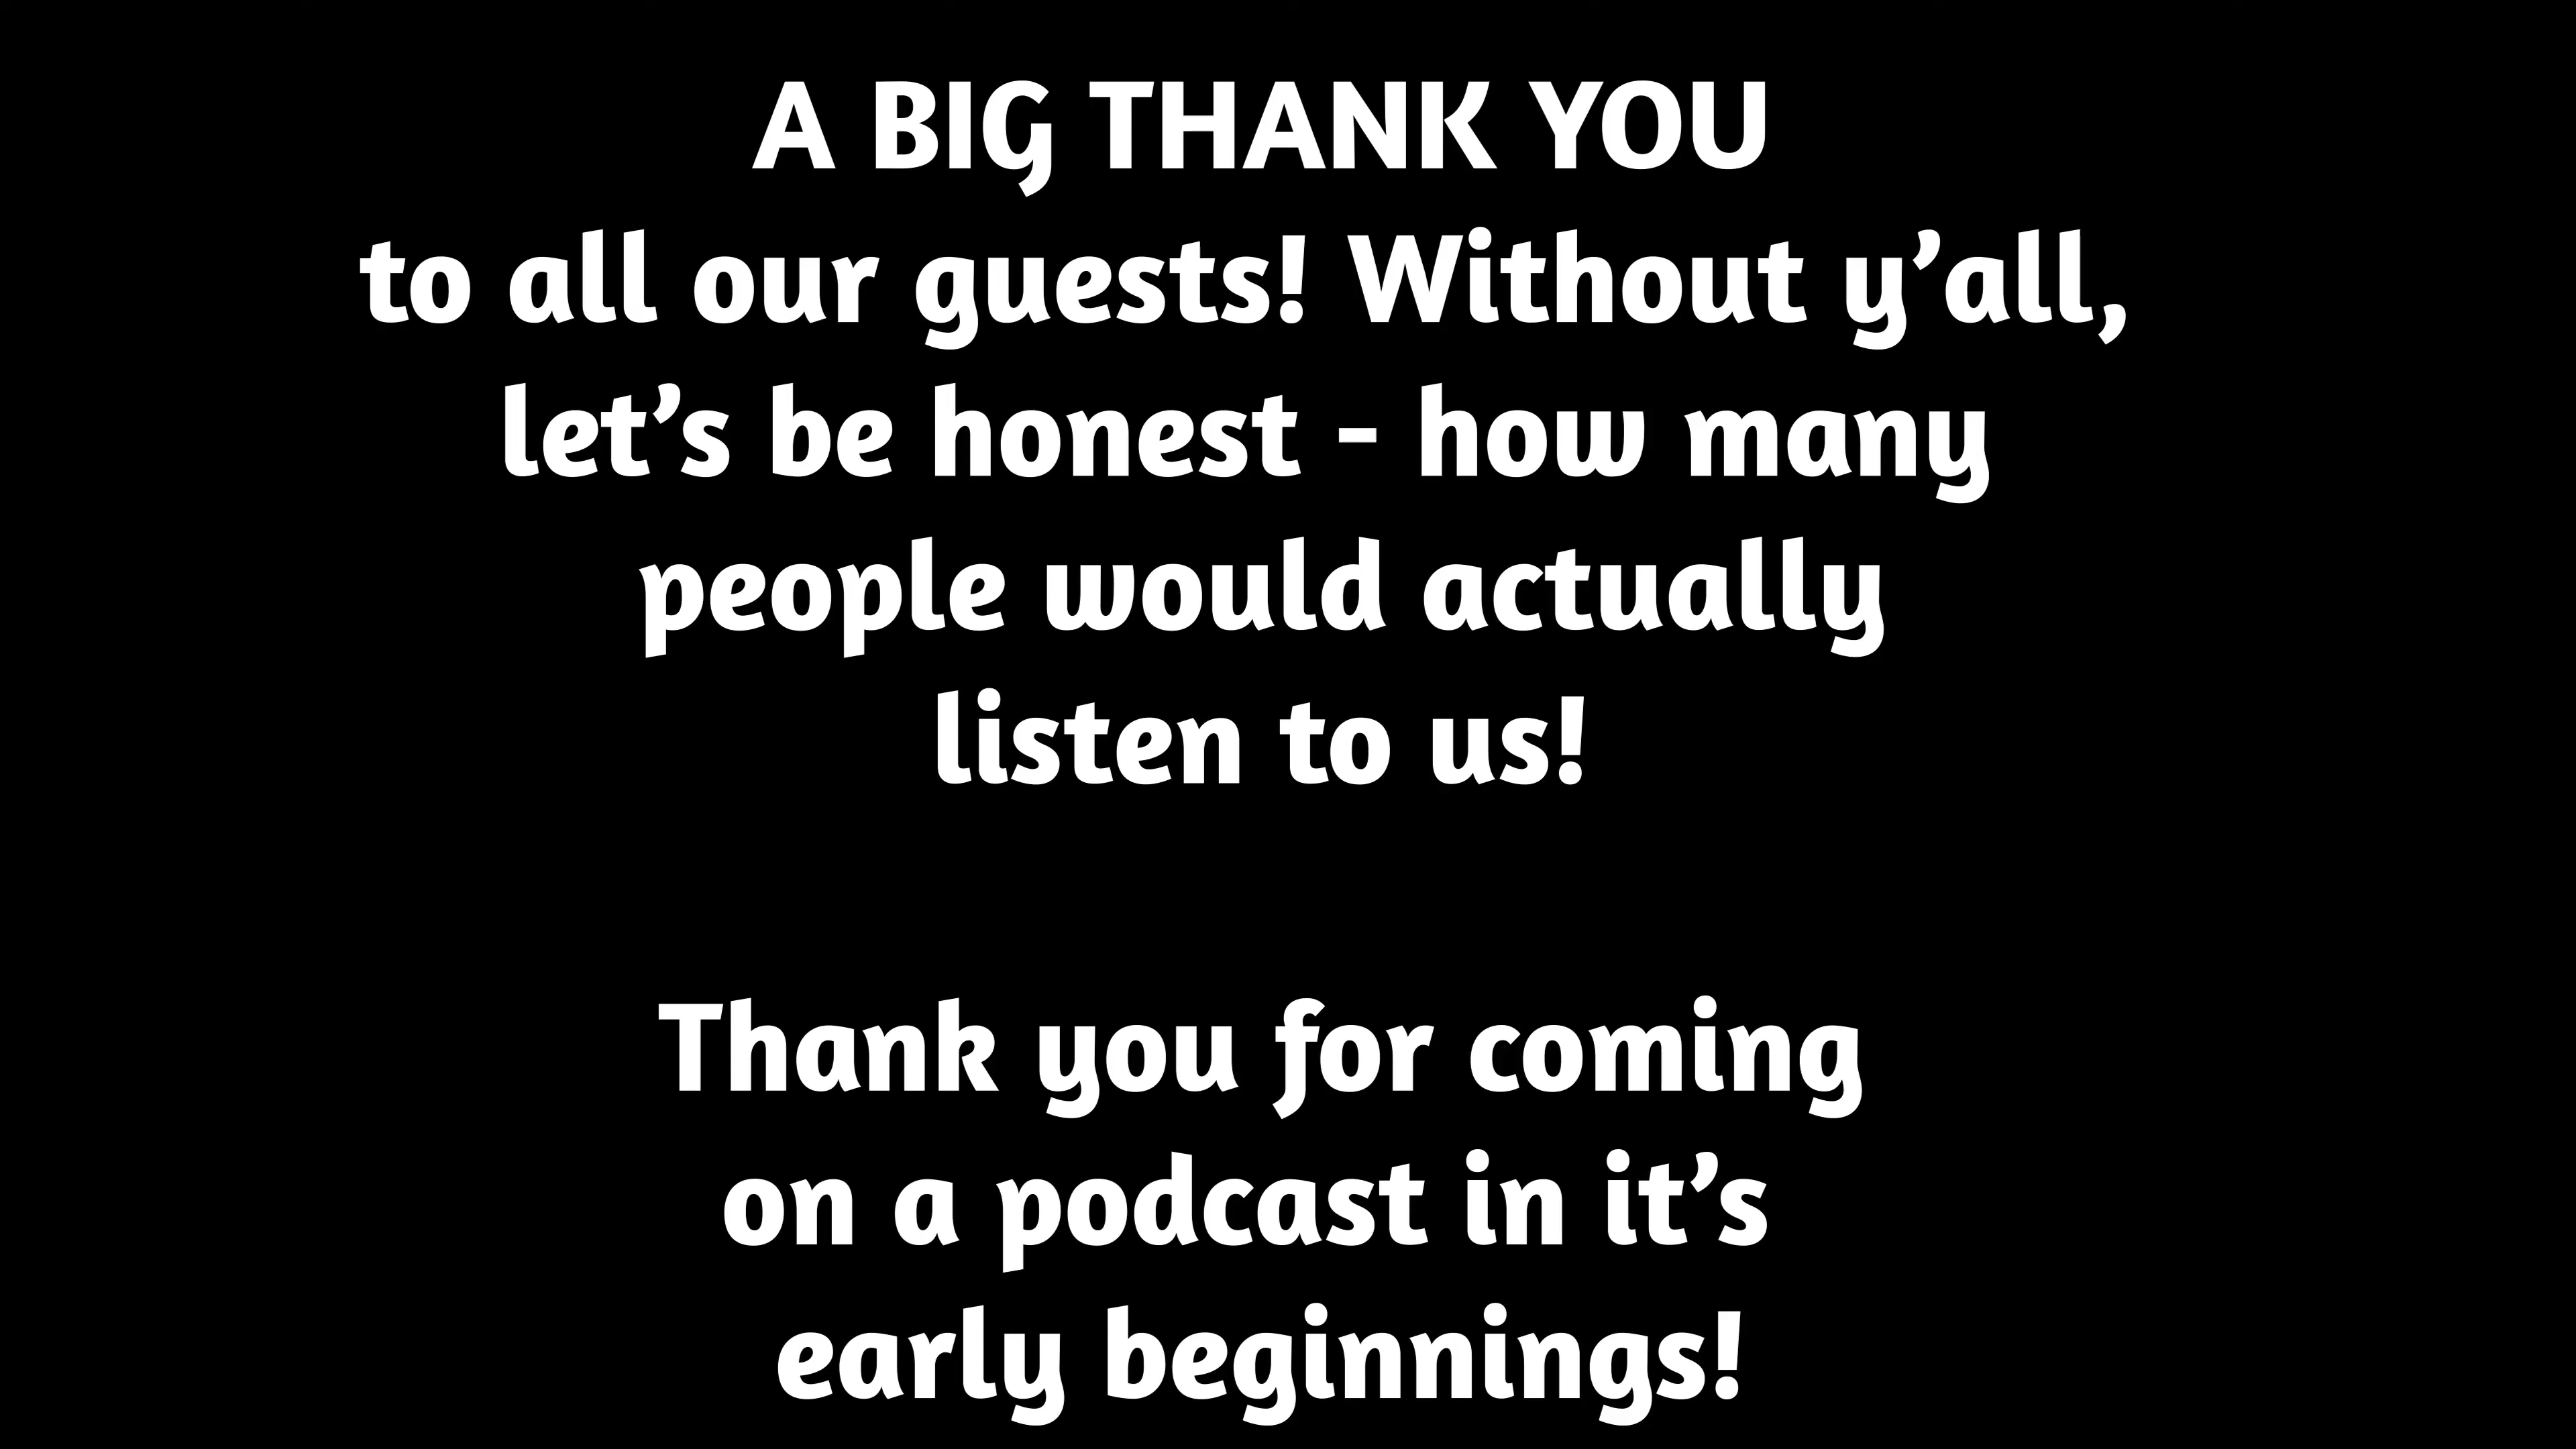 A BIG THANK YOU
to all our guests! Without y’all,
let’s be honest - how many
people would actually
listen to us!
Thank you for coming
on a podcast in it’s
early beginnings!